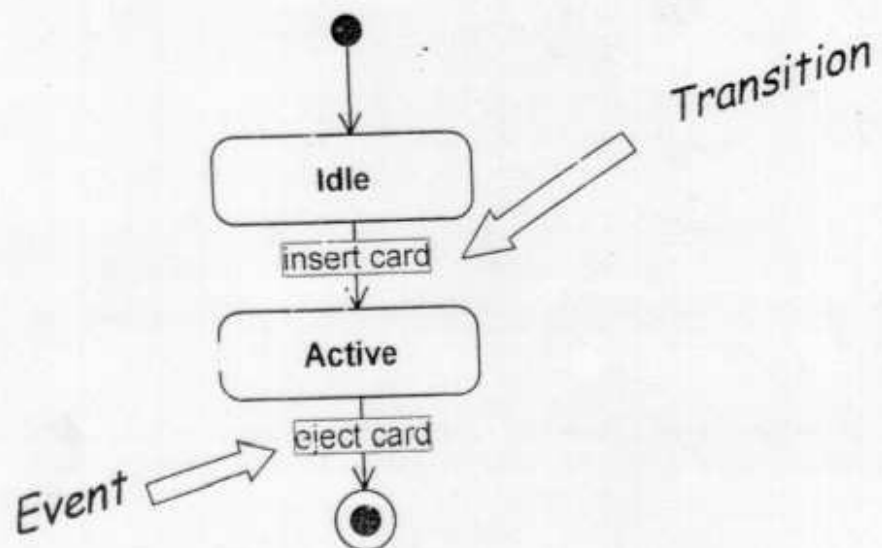 Transition
Idle
insert card
Active
eject card
Event